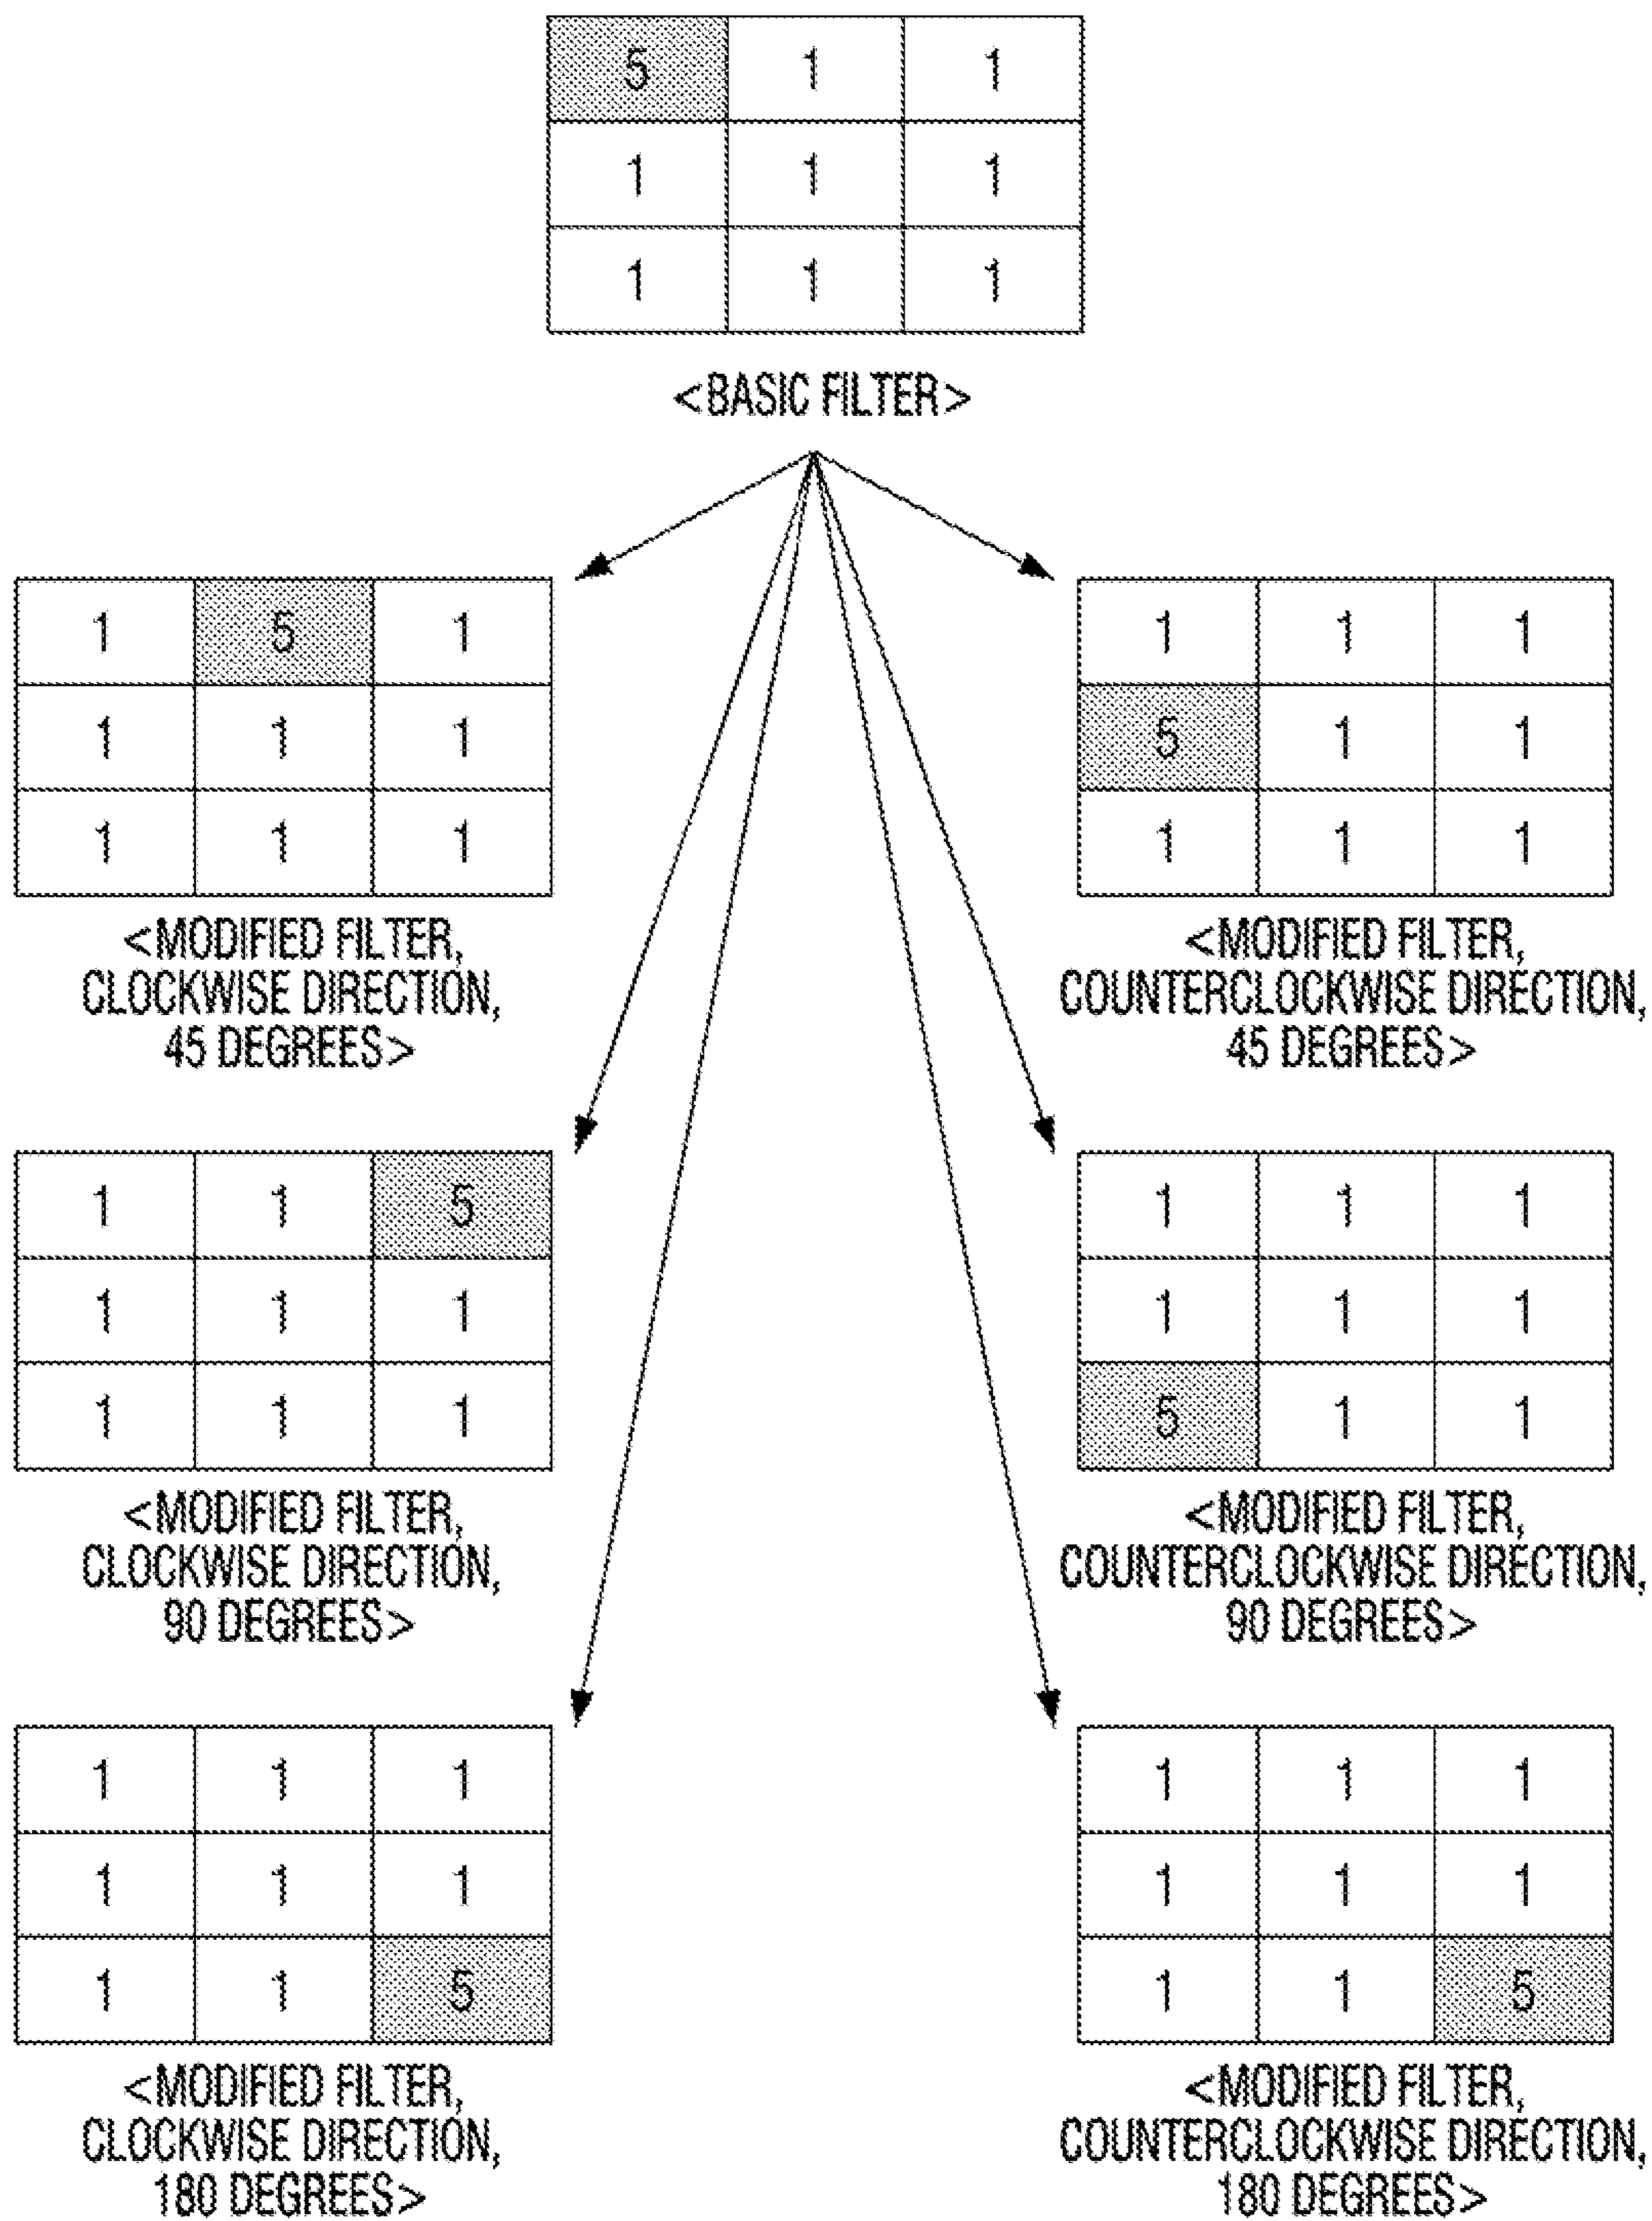 5 1 1
1 1 1
1 1 1
<BASIC FILTER>
1 5 1
1 1 1
1 1 1
<MODIFIED FILTER,
CLOCKWISE DIRECTION,
45 DEGREES>
1 1 1
5 1 1
1 1 1
<MODIFIED FILTER,
COUNTERCLOCKWISE DIRECTION,
45 DEGREES>
1 1 5
1 1 1
1 1 1
<MODIFIED FILTER,
CLOCKWISE DIRECTION,
90 DEGREES>
1 1 1
1 1 1
5 1 1
<MODIFIED FILTER,
COUNTERCLOCKWISE DIRECTION,
90 DEGREES>
1 1 1
1 1 1
1 1 5
<MODIFIED FILTER,
CLOCKWISE DIRECTION,
180 DEGREES>
1 1 1
1 1 1
1 1 5
<MODIFIED FILTER,
COUNTERCLOCKWISE DIRECTION,
180 DEGREES>